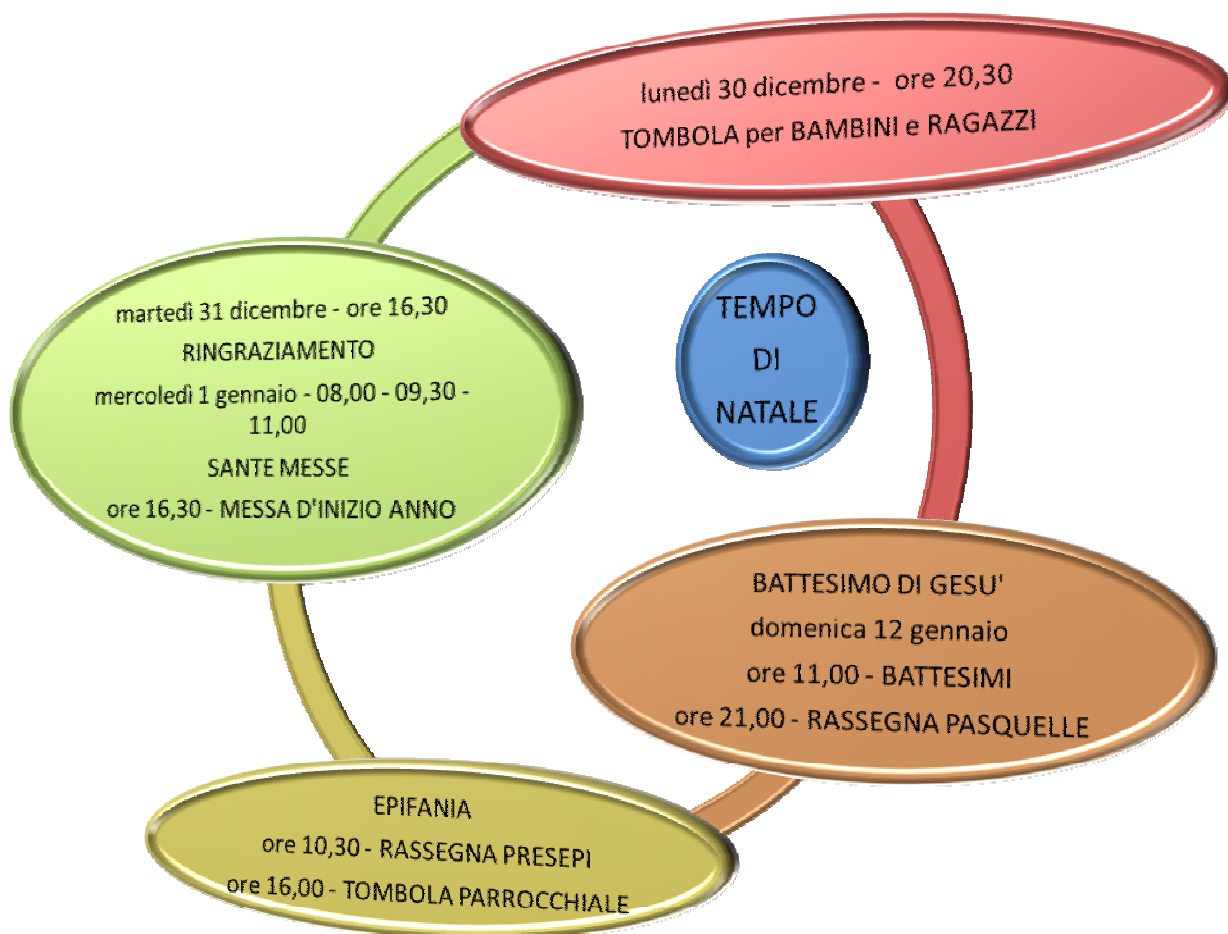 lunedì 30 dicembre - ore 20,30
TOMBOLA per BAMBINI e RAGAZZI
TEMPO
DI
NATALE
martedì 31 dicembre - ore 16,30
RINGRAZIAMENTO
mercoledì 1 gennaio - 08,00 - 09,30 -
11,00
SANTE MESSE
ore 16,30 - MESSA D'INIZIO ANNO
BATTESIMO DI GESU'
domenica 12 gennaio
ore 11,00 - BATTESIMI
ore 21,00 - RASSEGNA PASQUELLE
EPIFANIA
ore 10,30 - RASSEGNA PRESEPI
ore 16,00 - TOMBOLA PARROCCHIALE